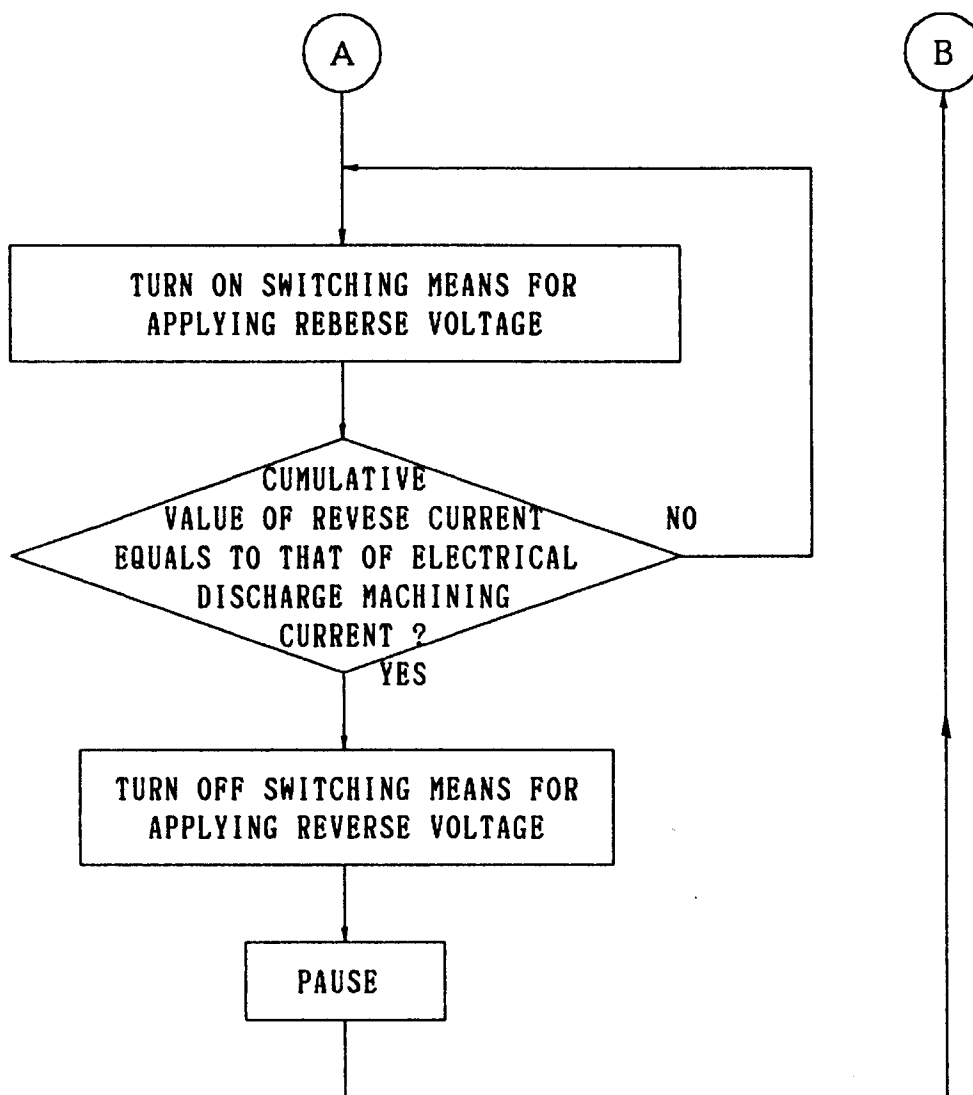 A
B
TURN ON SWITCHING MEANS FOR
APPLYING REBERSE VOLTAGE
CUMULATIVE
VALUE OF REVESE CURRENT
EQUALS TO THAT OF ELECTRICAL
DISCHARGE MACHINING
CURRENT ?
NO
YES
TURN OFF SWITCHING MEANS FOR
APPLYING REVERSE VOLTAGE
PAUSE